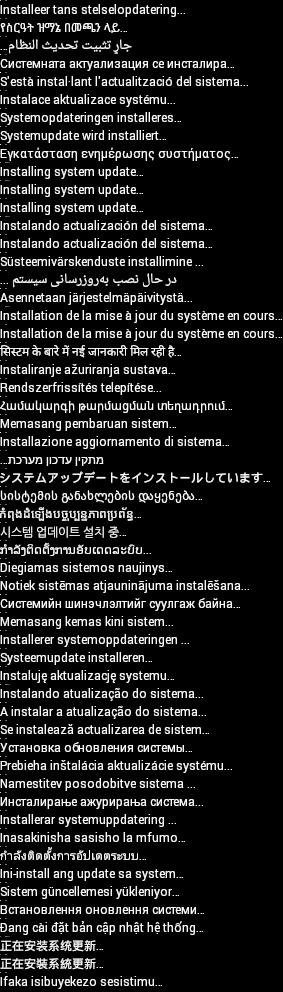 Installeer tans stelselopdatering...
የስርዓት ዝማኔ በመጫን ላይ…
جارٍ تثبيت تحديث النظام...
Системната актуализация се инсталира…
S'està instal·lant l'actualització del sistema...
Instalace aktualizace systému...
Systemopdateringen installeres...
Systemupdate wird installiert...
Εγκατάσταση ενημέρωσης συστήματος…
Installing system update...
Installing system update...
Installing system update...
Instalando actualización del sistema...
Instalando actualización del sistema...
Süsteemivärskenduste installimine ...
در حال نصب به‌روزرسانی سیستم ...
Asennetaan järjestelmäpäivitystä...
Installation de la mise à jour du système en cours...
Installation de la mise à jour du système en cours...
सिस्टम के बारे में नई जानकारी मिल रही है...
Instaliranje ažuriranja sustava...
Rendszerfrissítés telepítése...
Համակարգի թարմացման տեղադրում…
Memasang pembaruan sistem...
Installazione aggiornamento di sistema...
מתקין עדכון מערכת...
システムアップデートをインストールしています...
სისტემის განახლების დაყენება…
កំពុងដំឡើងបច្ចុប្បន្នភាពប្រព័ន្ធ…
시스템 업데이트 설치 중...
ກຳລັງຕິດຕັ້ງການອັບເດດລະບົບ...
Diegiamas sistemos naujinys...
Notiek sistēmas atjauninājuma instalēšana...
Системийн шинэчлэлтийг суулгаж байна…
Memasang kemas kini sistem...
Installerer systemoppdateringen ...
Systeemupdate installeren...
Instaluję aktualizację systemu...
Instalando atualização do sistema...
A instalar a atualização do sistema...
Se instalează actualizarea de sistem...
Установка обновления системы…
Prebieha inštalácia aktualizácie systému...
Namestitev posodobitve sistema ...
Инсталирање ажурирања система...
Installerar systemuppdatering ...
Inasakinisha sasisho la mfumo...
กำลังติดตั้งการอัปเดตระบบ...
Ini-install ang update sa system...
Sistem güncellemesi yükleniyor...
Встановлення оновлення системи…
Đang cài đặt bản cập nhật hệ thống...
正在安装系统更新...
正在安裝系統更新...
Ifaka isibuyekezo sesistimu...